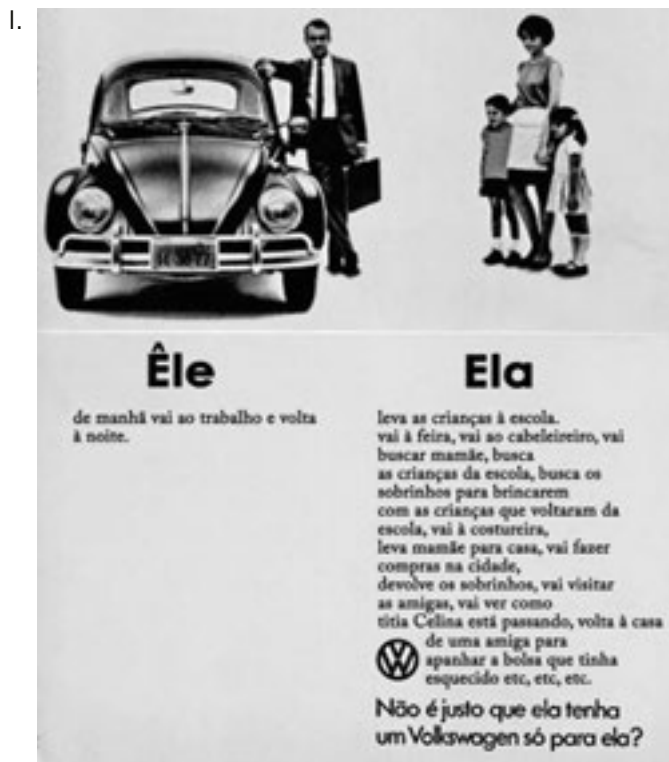 I.
Êle
de manhã vai ao trabalho e volta
à noite.
Ela
leva as crianças à escola.
vai à feira, vai ao cabeleireiro, vai
buscar mamãe, busca
as crianças da escola, busca os
sobrinhos para brincarem
com as crianças que voltaram da
escola, vai à costureira,
leva mamãe para casa, vai fazer
compras na cidade,
devolve os sobrinhos, vai visitar
as amigas, vai ver como
titia Celina está passando, volta à casa
de uma amiga para
apanhar a bolsa que tinha
esquecido etc, etc, etc.
Não é justo que ela tenha
um Volkswagen só para ela?